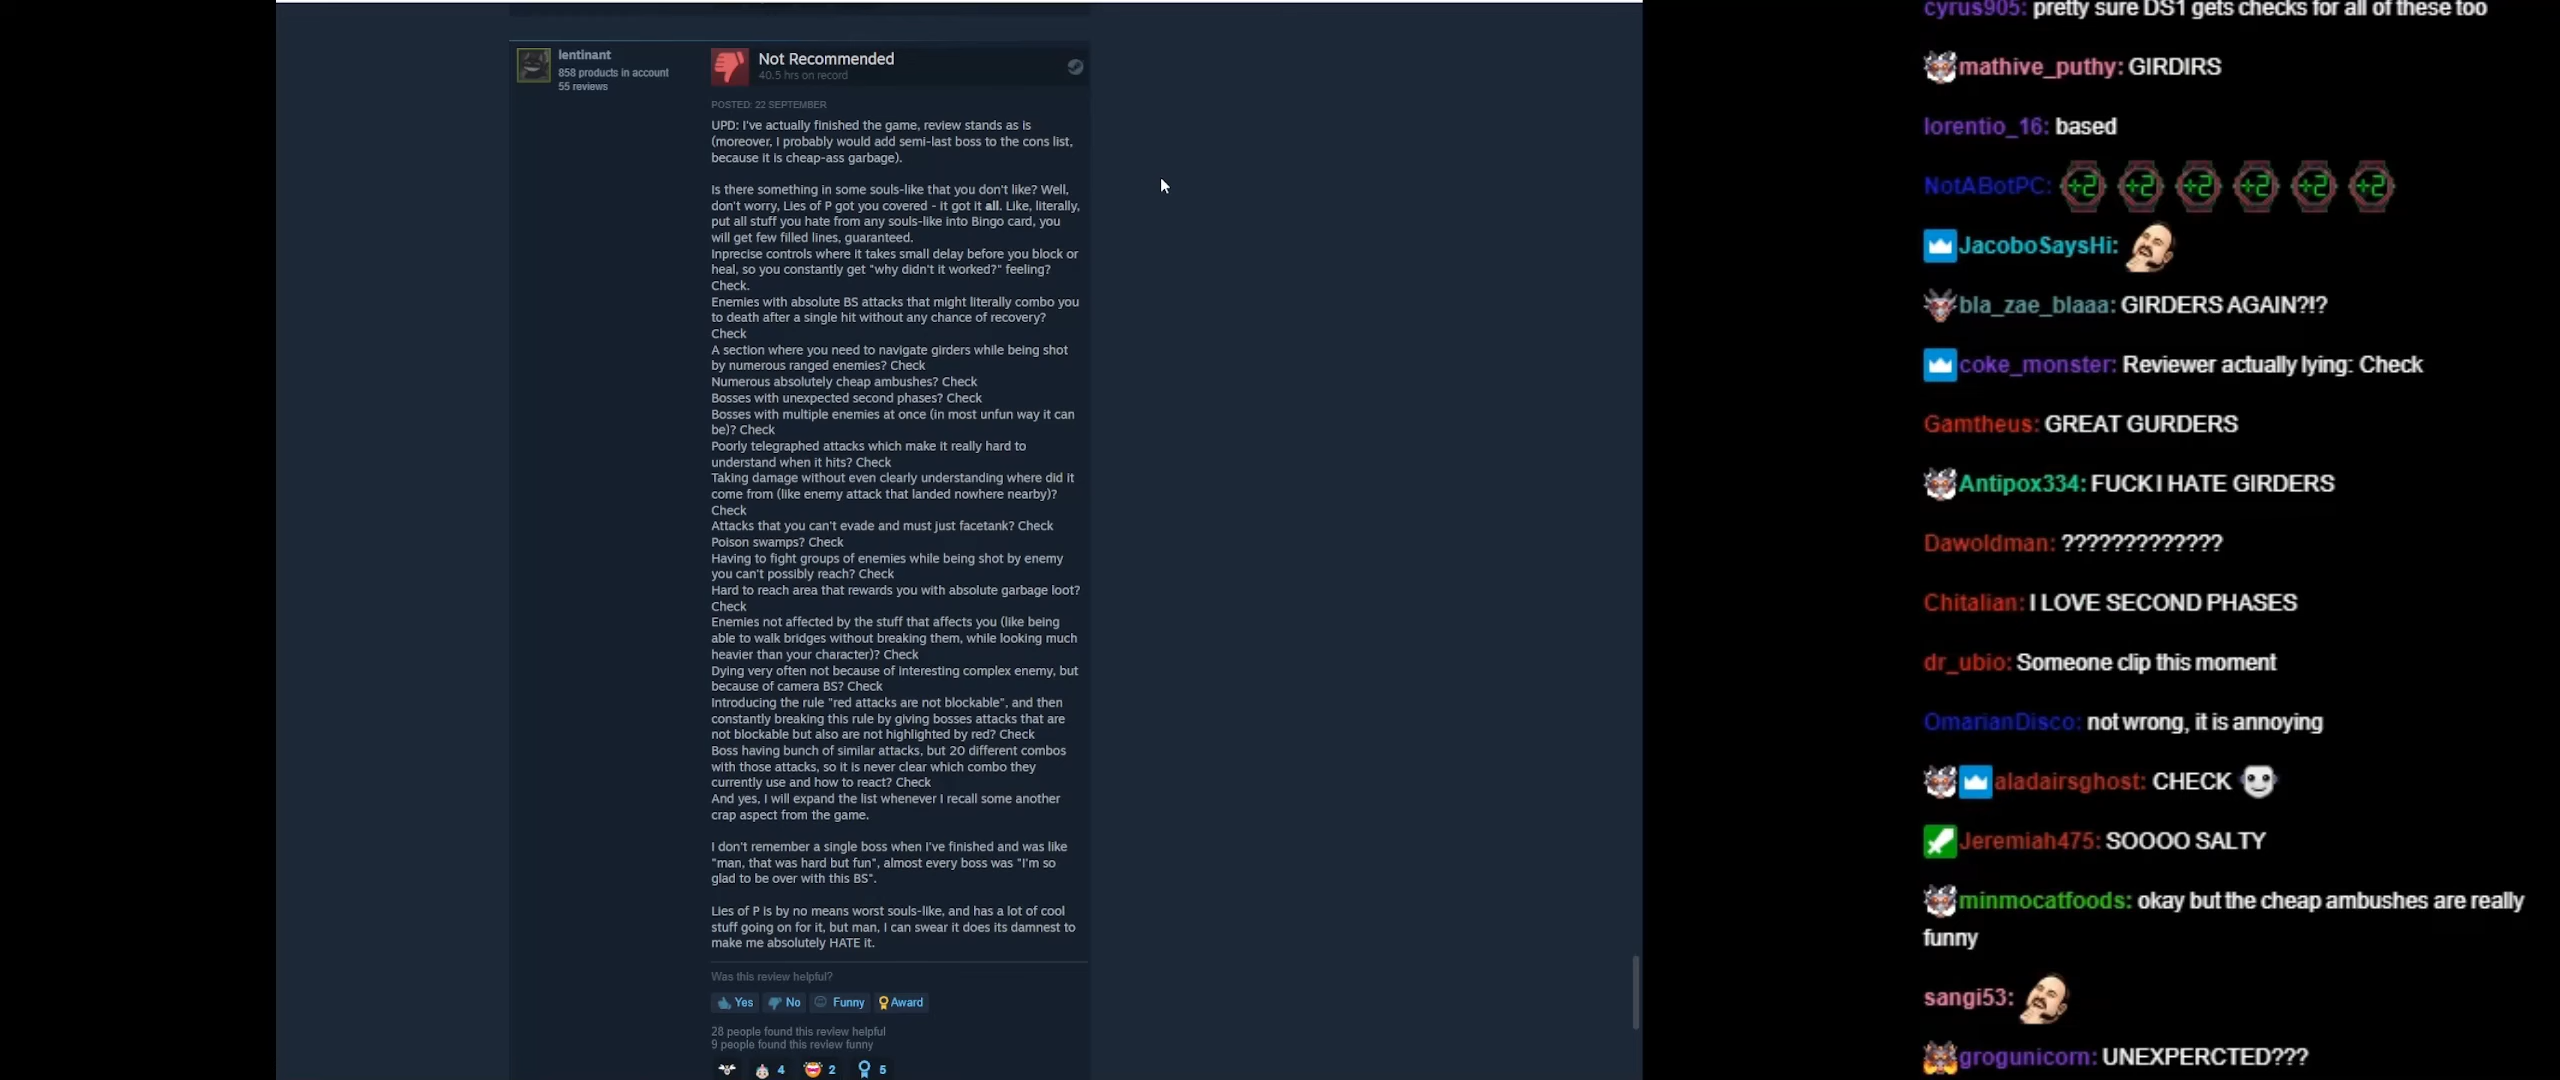 lentinant
858 products in account
55 reviews
Not Recommended
40.5 hrs on record
POSTED: 22 SEPTEMBER
UPD: I've actually finished the game, review stands as is
(moreover, I probably would add semi-last boss to the cons list,
because it is cheap-ass garbage).
Is there something in some souls-like that you don't like? Well,
don't worry, Lies of P got you covered - it got it all. Like, literally,
put all stuff you hate from any souls-like into Bingo card, you
will get few filled lines, guaranteed.
Inprecise controls where it takes small delay before you block or
heal, so you constantly get "why didn't it worked?" feeling?
Check.
Enemies with absolute BS attacks that might literally combo you
to death after a single hit without any chance of recovery?
Check
A section where you need to navigate girders while being shot
by numerous ranged enemies? Check
Numerous absolutely cheap ambushes? Check
Bosses with unexpected second phases? Check
Bosses with multiple enemies at once (in most unfun way it can
be)? Check
Poorly telegraphed attacks which make it really hard to
understand when it hits? Check
Taking damage without even clearly understanding where did it
come from (like enemy attack that landed nowhere nearby)?
Check
Attacks that you can't evade and must just facetank? Check
Poison swamps? Check
Having to fight groups of enemies while being shot by enemy
you can't possibly reach? Check
Hard to reach area that rewards you with absolute garbage loot?
Check
Enemies not affected by the stuff that affects you (like being
able to walk bridges without breaking them, while looking much
heavier than your character)? Check
Dying very often not because of interesting complex enemy, but
because of camera BS? Check
Introducing the rule "red attacks are not blockable", and then
constantly breaking this rule by giving bosses attacks that are
not blockable but also are not highlighted by red? Check
Boss having bunch of similar attacks, but 20 different combos
with those attacks, so it is never clear which combo they
currently use and how to react? Check
And yes, I will expand the list whenever I recall some another
crap aspect from the game.
I don't remember a single boss when I've finished and was like
"man, that was hard but fun", almost every boss was "I'm so
glad to be over with this BS".
Lies of P is by no means worst souls-like, and has a lot of cool
stuff going on for it, but man, I can swear it does its damnest to
make me absolutely HATE it.
Was this review helpful?
Yes No Funny Award
28 people found this review helpful
9 people found this review funny
4 2 5
cyrus905: pretty sure DS1 gets checks for all of these too
mathive_puthy: GIRDIRS
lorentio_16: based
NotABotPC: +2 +2 +2 +2 +2 +2
JacoboSaysHi:
bla_zae_blaaa: GIRDERS AGAIN?!?
coke_monster: Reviewer actually lying: Check
Gamtheus: GREAT GURDERS
Antipox334: FUCK I HATE GIRDERS
Dawoldman: ?????????????
Chitalian: I LOVE SECOND PHASES
dr_ubio: Someone clip this moment
OmarianDisco: not wrong, it is annoying
aladairsghost: CHECK
Jeremiah475: SOOOO SALTY
minmocatfoods: okay but the cheap ambushes are really
funny
sangi53:
grogunicorn: UNEXPERCTED???